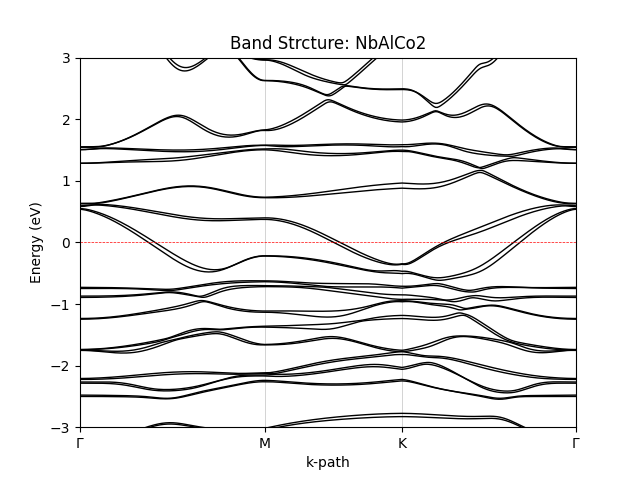 Band Strcture: NbAlCo2
3
2
1
0
−1
−2
−3
Energy (eV)
Γ M K Γ
k-path